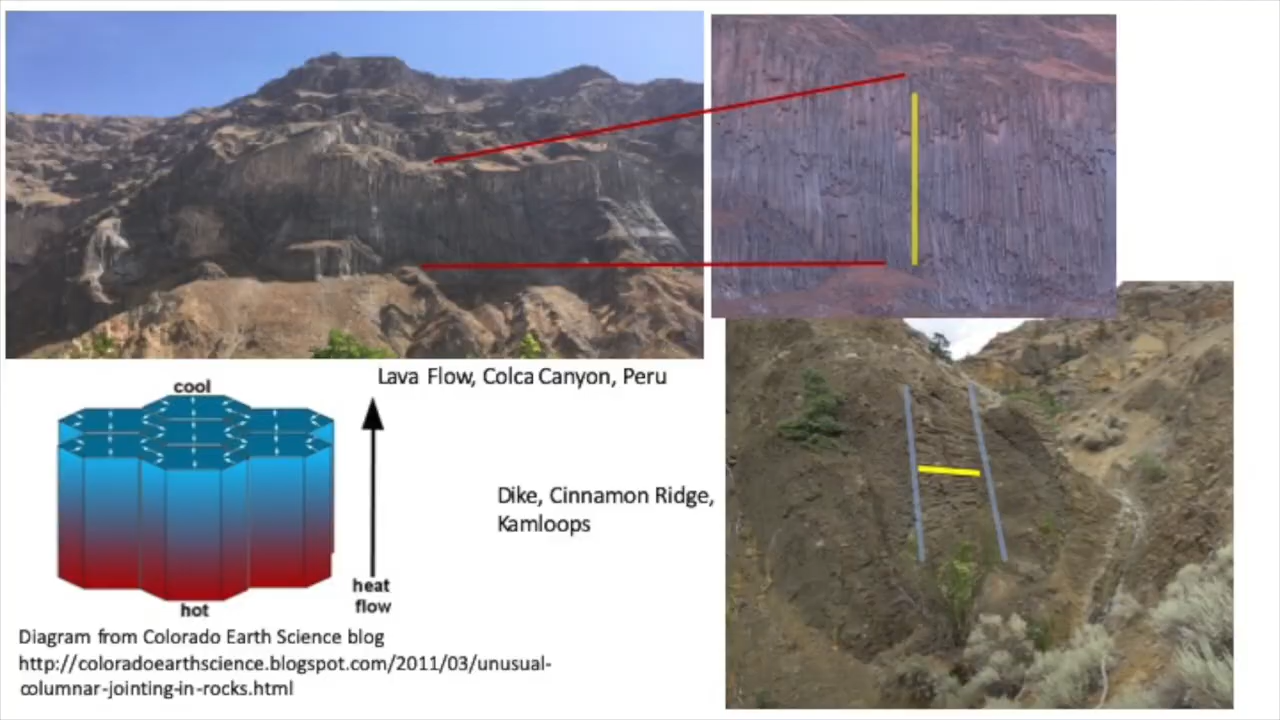 Lava Flow, Colca Canyon, Peru
cool
Dike, Cinnamon Ridge,
Kamloops
heat
flow
hot
Diagram from Colorado Earth Science blog
http://coloradoearthscience.blogspot.com/2011/03/unusual-
columnar-jointing-in-rocks.html